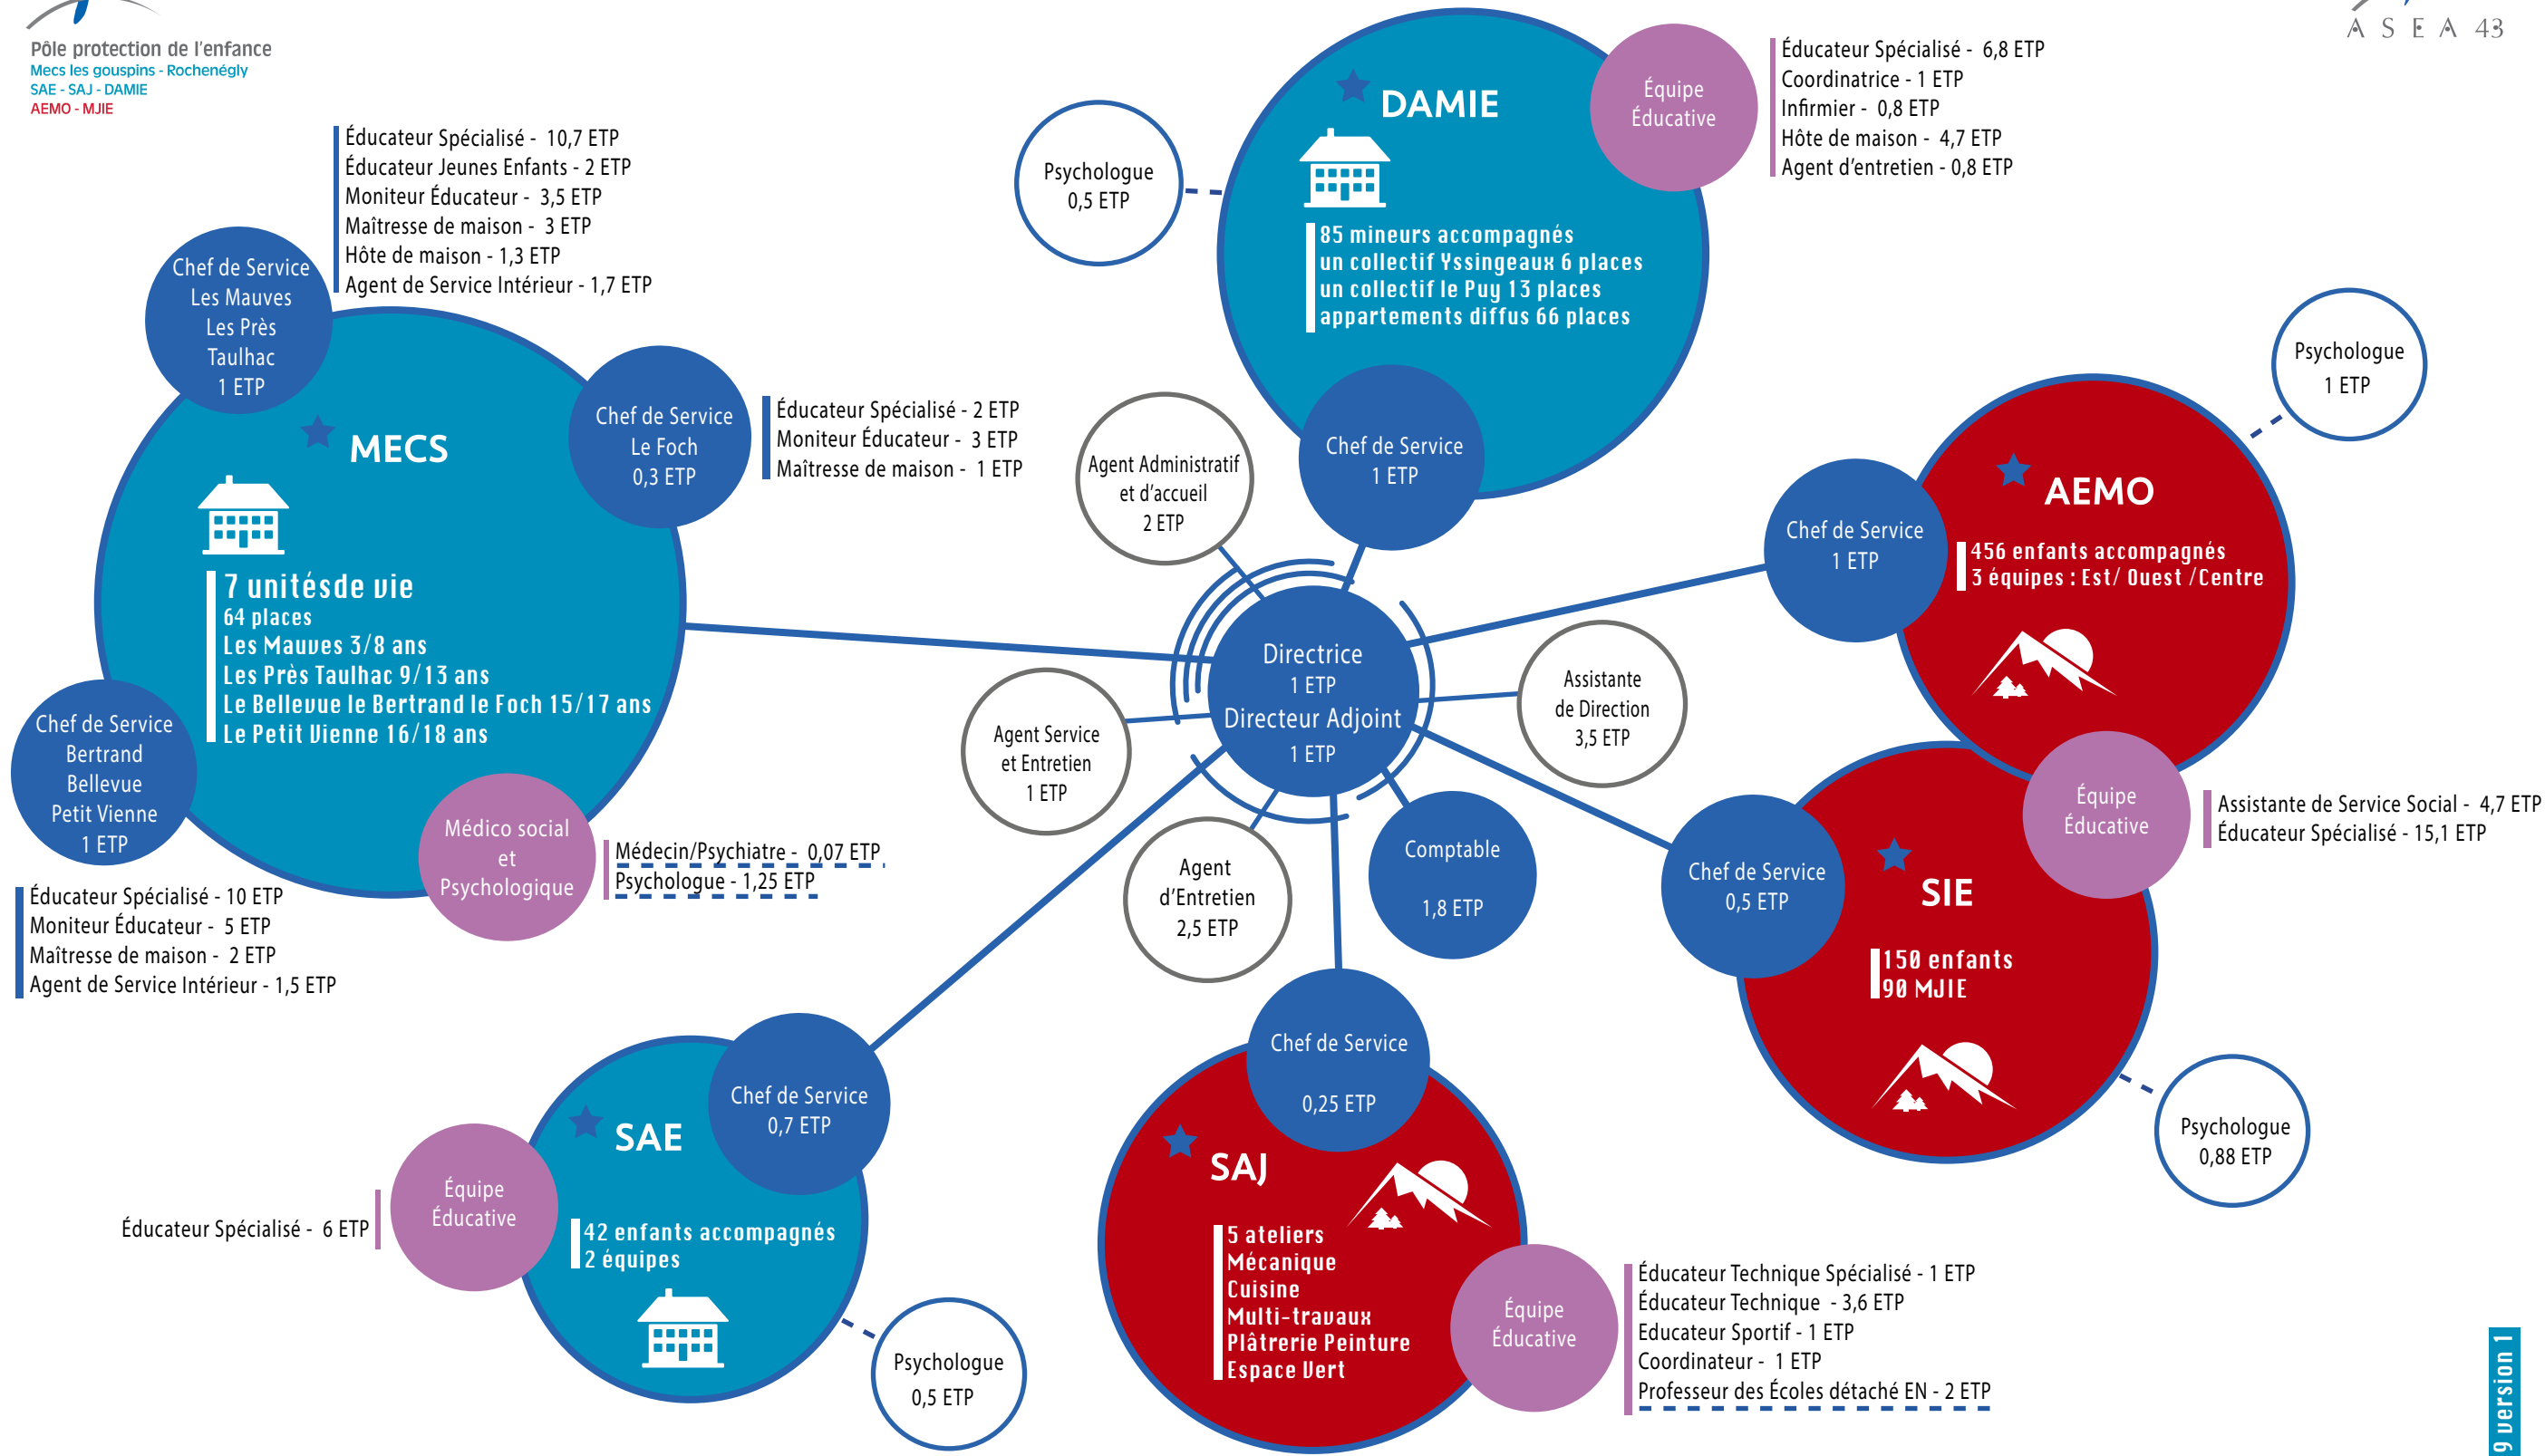 Pôle protection de l'enfance
Mecs les gouspins - Rochenégly
SAE - SAJ - DAMIE
AEMO - MJIE
A S E A 43
Éducateur Spécialisé - 10,7 ETP
Éducateur Jeunes Enfants - 2 ETP
Moniteur Éducateur - 3,5 ETP
Maîtresse de maison - 3 ETP
Hôte de maison - 1,3 ETP
Agent de Service Intérieur - 1,7 ETP
Chef de Service
Les Mauves
Les Près
Taulhac
1 ETP
MECS
7 unitésde vie
64 places
Les Mauves 3/8 ans
Les Près Taulhac 9/13 ans
Le Bellevue le Bertrand le Foch 15/17 ans
Le Petit Vienne 16/18 ans
Chef de Service
Le Foch
0,3 ETP
Éducateur Spécialisé - 2 ETP
Moniteur Éducateur - 3 ETP
Maîtresse de maison - 1 ETP
Chef de Service
Bertrand
Bellevue
Petit Vienne
1 ETP
Éducateur Spécialisé - 10 ETP
Moniteur Éducateur - 5 ETP
Maîtresse de maison - 2 ETP
Agent de Service Intérieur - 1,5 ETP
Médico social
et
Psychologique
Médecin/Psychiatre - 0,07 ETP
Psychologue - 1,25 ETP
Psychologue
0,5 ETP
DAMIE
85 mineurs accompagnés
un collectif Yssingeaux 6 places
un collectif le Puy 13 places
appartements diffus 66 places
Équipe
Éducative
Éducateur Spécialisé - 6,8 ETP
Coordinatrice - 1 ETP
Infirmier - 0,8 ETP
Hôte de maison - 4,7 ETP
Agent d'entretien - 0,8 ETP
Chef de Service
1 ETP
Agent Administratif
et d'accueil
2 ETP
Directrice
1 ETP
Directeur Adjoint
1 ETP
Agent Service
et Entretien
1 ETP
Assistante
de Direction
3,5 ETP
Agent
d'Entretien
2,5 ETP
Comptable
1,8 ETP
Psychologue
1 ETP
Chef de Service
1 ETP
AEMO
456 enfants accompagnés
3 équipes : Est/ Ouest /Centre
Équipe
Éducative
Assistante de Service Social - 4,7 ETP
Éducateur Spécialisé - 15,1 ETP
Chef de Service
0,5 ETP
SIE
150 enfants
90 MJIE
Psychologue
0,88 ETP
Chef de Service
0,7 ETP
SAE
42 enfants accompagnés
2 équipes
Équipe
Éducative
Éducateur Spécialisé - 6 ETP
Psychologue
0,5 ETP
Chef de Service
0,25 ETP
SAJ
5 ateliers
Mécanique
Cuisine
Multi-travaux
Plâtrerie Peinture
Espace Vert
Équipe
Éducative
Éducateur Technique Spécialisé - 1 ETP
Éducateur Technique - 3,6 ETP
Educateur Sportif - 1 ETP
Coordinateur - 1 ETP
Professeur des Écoles détaché EN - 2 ETP
9 version 1